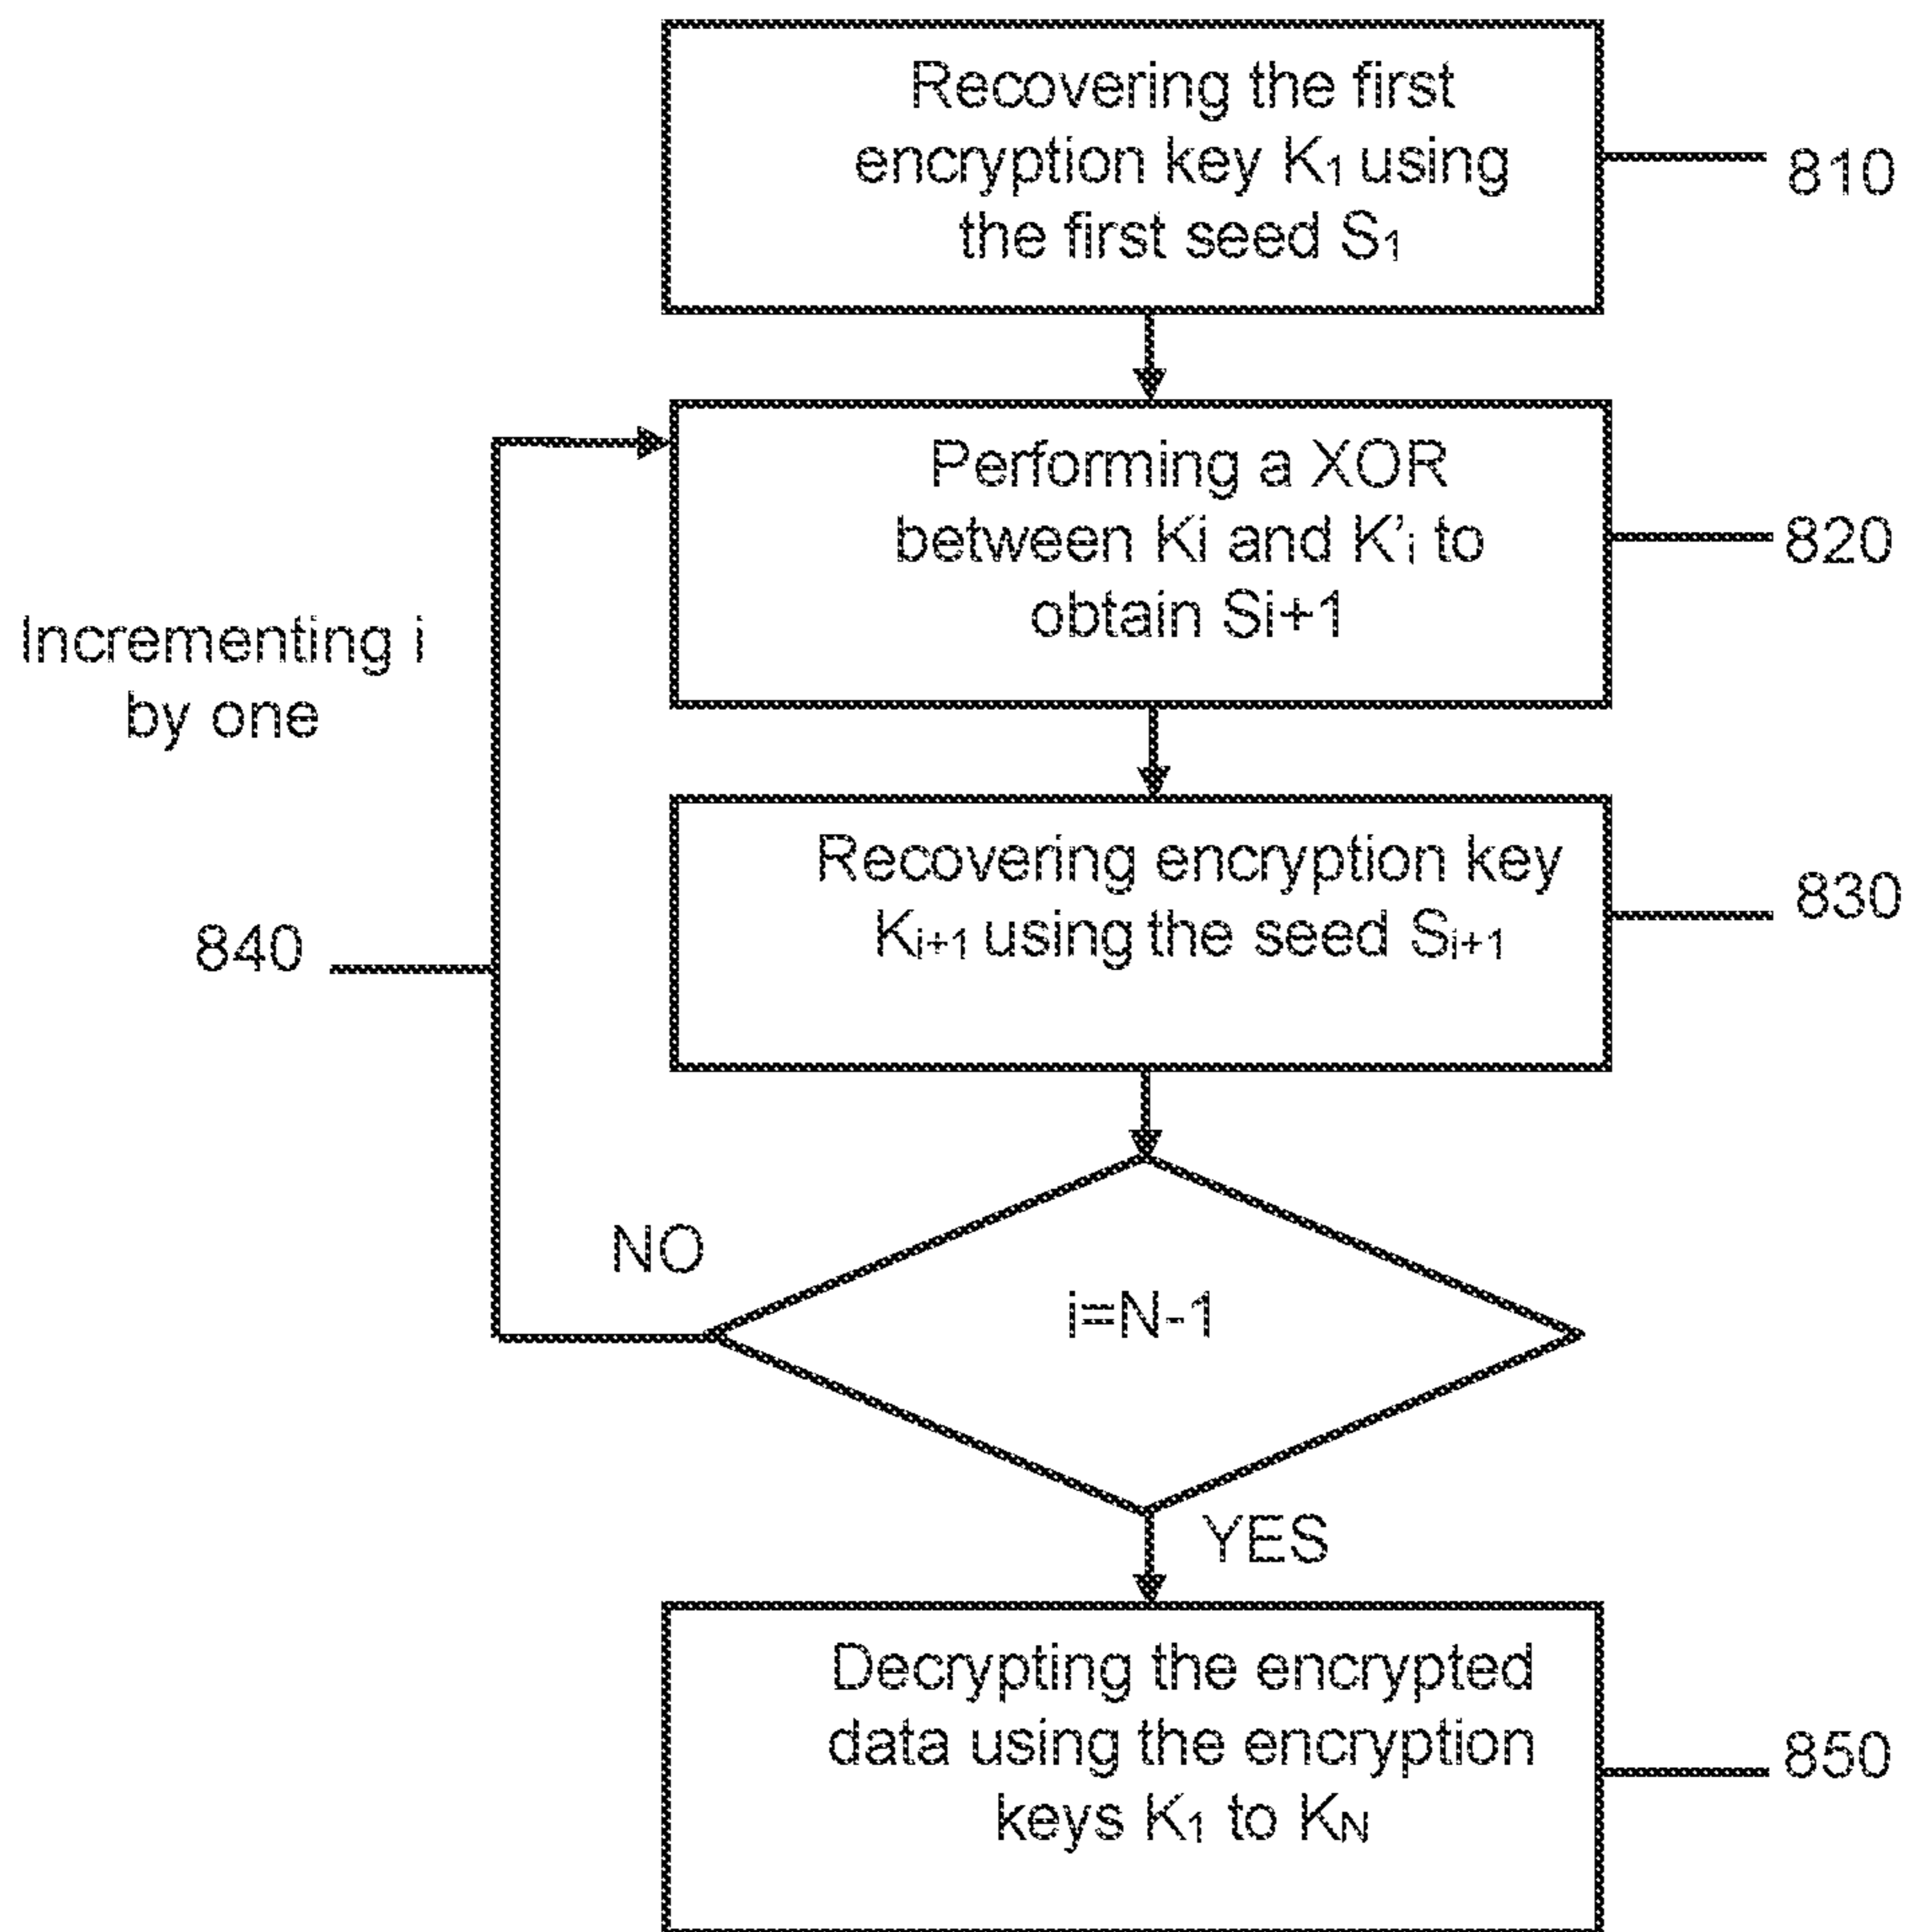 Recovering the first
encryption key K₁ using
the first seed S₁
810
Performing a XOR
between Ki and K'ᵢ to
obtain Si+1
820
Incrementing i
by one
Recovering encryption key
Kᵢ₊₁ using the seed Sᵢ₊₁
830
840
NO
i=N-1
YES
Decrypting the encrypted
data using the encryption
keys K₁ to KN
850